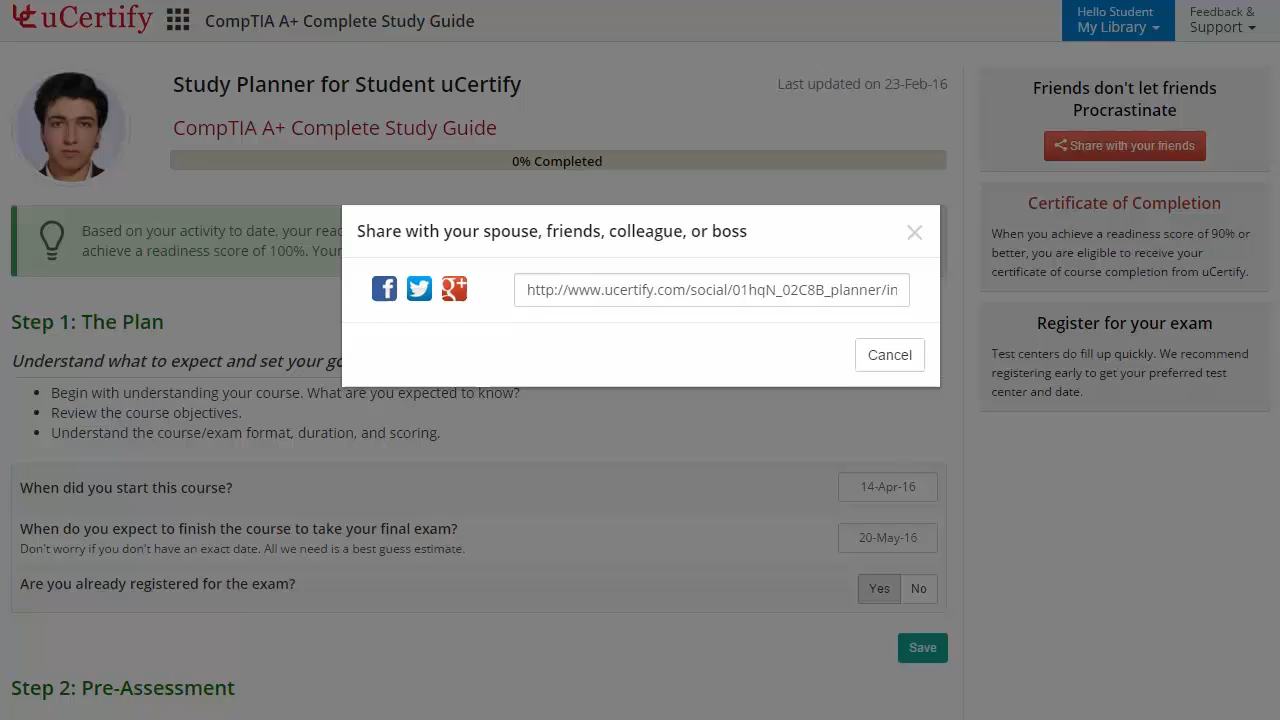 uCertify
CompTIA A+ Complete Study Guide
Hello Student
My Library
Feedback &
Support
Study Planner for Student uCertify
Last updated on 23-Feb-16
CompTIA A+ Complete Study Guide
0% Completed
Friends don't let friends
Procrastinate
Share with your friends
Certificate of Completion
When you achieve a readiness score of 90% or
better, you are eligible to receive your
certificate of course completion from uCertify.
Register for your exam
Test centers do fill up quickly. We recommend
registering early to get your preferred test
center and date.
Based on your activity to date, your
achieve a readiness score of 100%. Your
Share with your spouse, friends, colleague, or boss
http://www.ucertify.com/social/01hqN_02C8B_planner/in
Cancel
Step 1: The Plan
Understand what to expect and set your
Begin with understanding your course. What are you expected to know?
Review the course objectives.
Understand the course/exam format, duration, and scoring.
When did you start this course?
14-Apr-16
When do you expect to finish the course to take your final exam?
Don't worry if you don't have an exact date. All we need is a best guess estimate.
20-May-16
Are you already registered for the exam?
Yes
No
Save
Step 2: Pre-Assessment